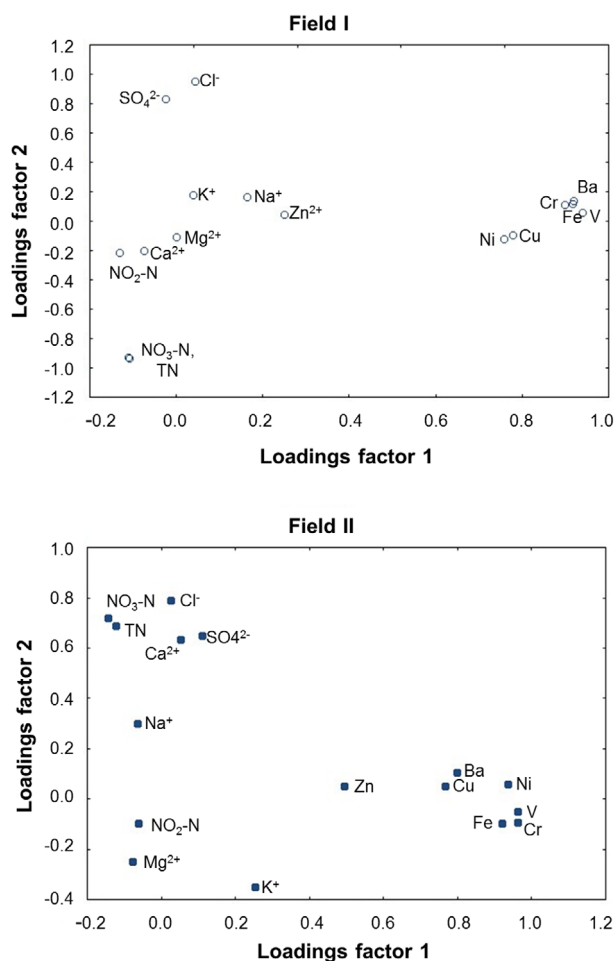 Field I
1.2
1.0
0.8
0.6
0.4
0.2
0.0
-0.2
-0.4
-0.6
-0.8
-1.0
-1.2
Loadings factor 2
Cl⁻
SO₄²⁻
K⁺
Na⁺
Zn²⁺
Mg²⁺
Ca²⁺
NO₂-N
NO₃-N,
TN
Ba
Cr
Fe V
Ni
Cu
-0.2 0.0 0.2 0.4 0.6 0.8 1.0
Loadings factor 1
Field II
1.0
0.8
0.6
0.4
0.2
0.0
-0.2
-0.4
Loadings factor 2
NO₃-N
Cl⁻
TN
SO4²⁻
Ca²⁺
Na⁺
Zn
Ba
Cu
Ni
NO₂-N
V
Fe
Cr
Mg²⁺
K⁺
-0.2 0.0 0.2 0.4 0.6 0.8 1.0 1.2
Loadings factor 1